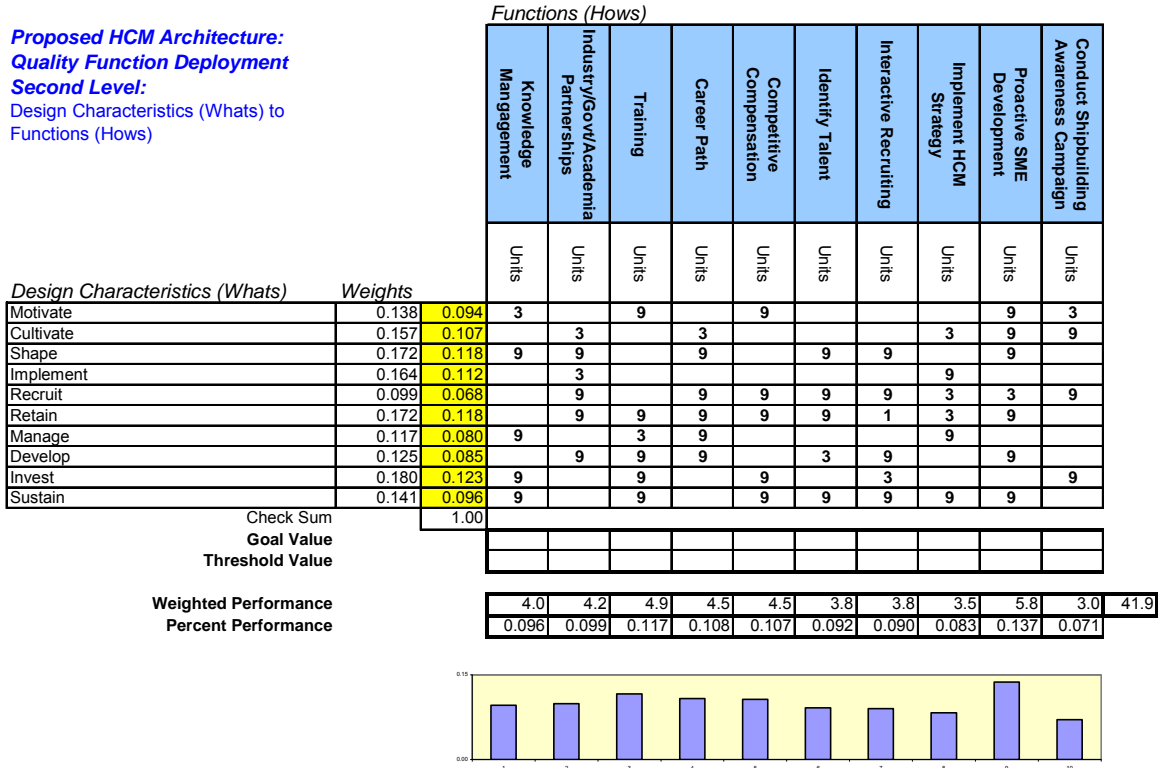 Functions (Hows)
Proposed HCM Architecture:
Quality Function Deployment
Second Level:
Design Characteristics (Whats) to
Functions (Hows)
Knowledge
Mangagement
Industry/Govt/Academia
Partnerships
Training
Career Path
Competitive
Compensation
Identify Talent
Interactive Recruiting
Implement HCM
Strategy
Proactive SME
Development
Conduct Shipbuilding
Awareness Campaign
Units Units Units Units Units Units Units Units Units Units
Design Characteristics (Whats) Weights
Motivate 0.138 0.094 3 9 9 9 3
Cultivate 0.157 0.107 3 3 3 9 9
Shape 0.172 0.118 9 9 9 9 9 9
Implement 0.164 0.112 3 9
Recruit 0.099 0.068 9 9 9 9 9 3 3 9
Retain 0.172 0.118 9 9 9 9 9 1 3 9
Manage 0.117 0.080 9 3 9 9
Develop 0.125 0.085 9 9 9 3 9 9
Invest 0.180 0.123 9 9 9 3 9
Sustain 0.141 0.096 9 9 9 9 9 9 9
Check Sum 1.00
Goal Value
Threshold Value
Weighted Performance 4.0 4.2 4.9 4.5 4.5 3.8 3.8 3.5 5.8 3.0 41.9
Percent Performance 0.096 0.099 0.117 0.108 0.107 0.092 0.090 0.083 0.137 0.071
0.15
0.00
1 2 3 4 5 6 7 8 9 10